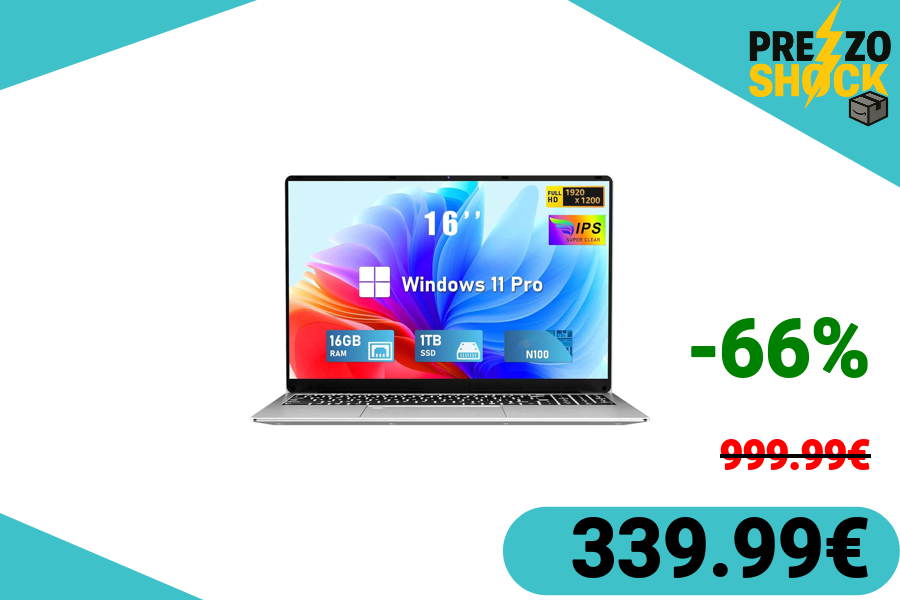 PREZZO
SHOCK
FULL HD 1920 x 1200
16’’
IPS
SUPER CLEAR
Windows 11 Pro
16GB
RAM
1TB
SSD
N100
-66%
999.99€
339.99€